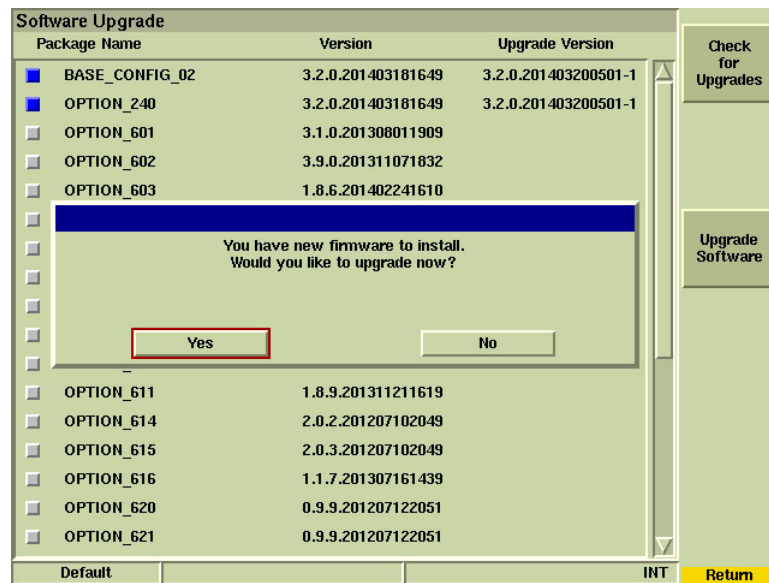 Software Upgrade
Package Name Version Upgrade Version
BASE_CONFIG_02 3.2.0.201403181649 3.2.0.201403200501-1
OPTION_240 3.2.0.201403181649 3.2.0.201403200501-1
OPTION_601 3.1.0.201308011909
OPTION_602 3.9.0.201311071832
OPTION_603 1.8.6.201402241610
You have new firmware to install.
Would you like to upgrade now?
Yes No
OPTION_611 1.8.9.201311211619
OPTION_614 2.0.2.201207102049
OPTION_615 2.0.3.201207102049
OPTION_616 1.1.7.201307161439
OPTION_620 0.9.9.201207122051
OPTION_621 0.9.9.201207122051
Default INT
Check
for
Upgrades
Upgrade
Software
Return